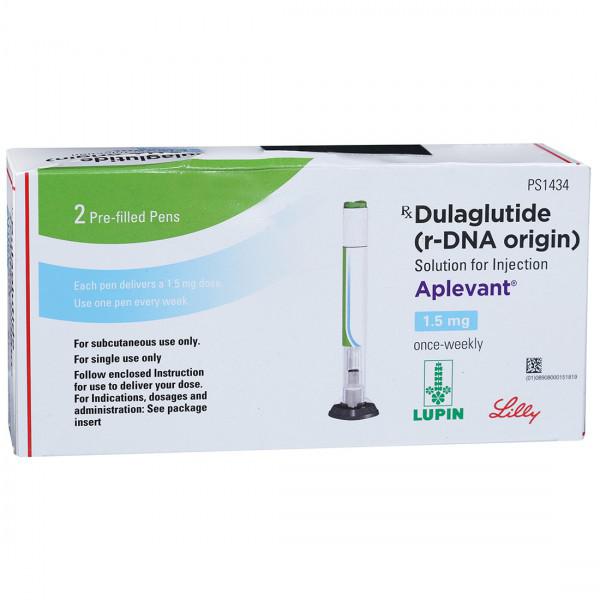 2 Pre-filled Pens
Each pen delivers a 1.5 mg dose.
Use one pen every week.
For subcutaneous use only.
For single use only
Follow enclosed Instruction
for use to deliver your dose.
For Indications, dosages and
administration: See package
insert
PS1434
Rx Dulaglutide
(r-DNA origin)
Solution for Injection
Aplevant®
1.5 mg
once-weekly
(01)08908000151819
LUPIN
Lilly